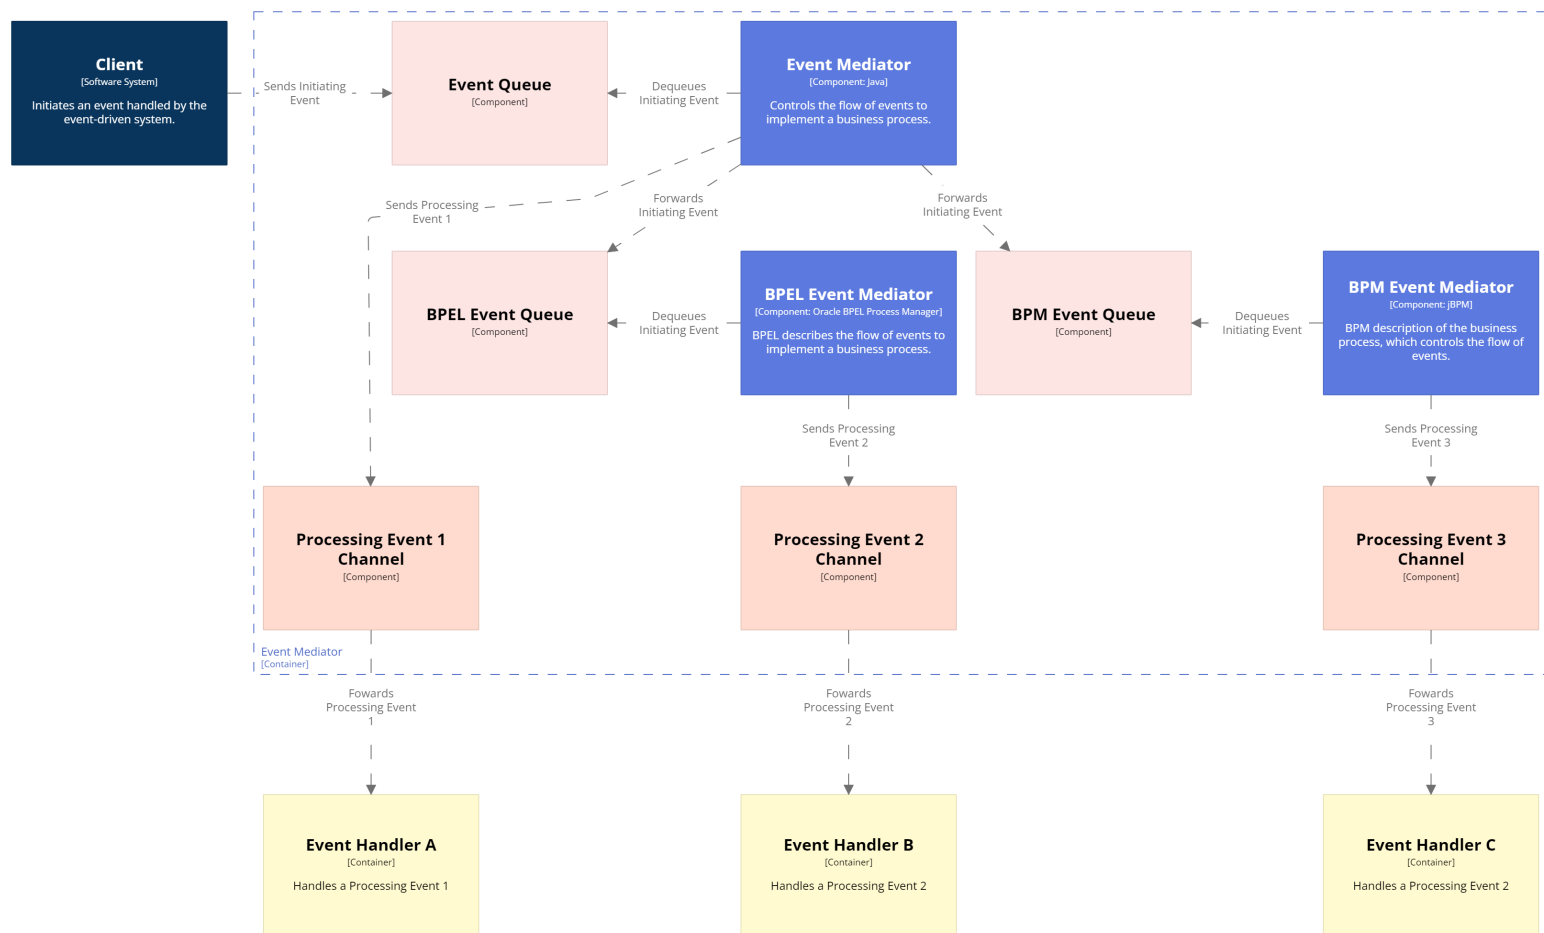 Client
[Software System]
Initiates an event handled by the
event-driven system.
Sends Initiating
Event
Event Queue
[Component]
Dequeues
Initiating Event
Event Mediator
[Component: Java]
Controls the flow of events to
implement a business process.
Sends Processing
Event 1
Forwards
Initiating Event
Forwards
Initiating Event
BPEL Event Queue
[Component]
Dequeues
Initiating Event
BPEL Event Mediator
[Component: Oracle BPEL Process Manager]
BPEL describes the flow of events to
implement a business process.
BPM Event Queue
[Component]
Dequeues
Initiating Event
BPM Event Mediator
[Component: jBPM]
BPM description of the business
process, which controls the flow of
events.
Sends Processing
Event 2
Sends Processing
Event 3
Processing Event 1
Channel
[Component]
Processing Event 2
Channel
[Component]
Processing Event 3
Channel
[Component]
Event Mediator
[Container]
Fowards
Processing Event
1
Fowards
Processing Event
2
Fowards
Processing Event
3
Event Handler A
[Container]
Handles a Processing Event 1
Event Handler B
[Container]
Handles a Processing Event 2
Event Handler C
[Container]
Handles a Processing Event 2